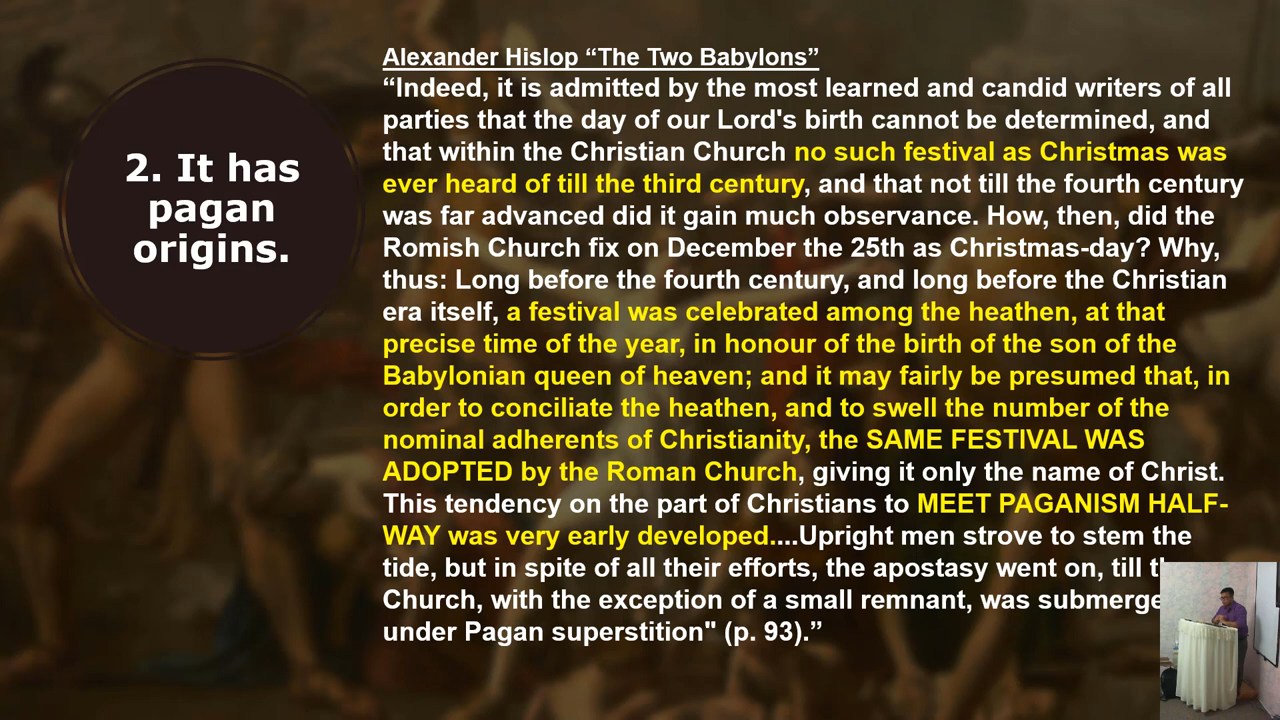 2. It has
pagan
origins.
Alexander Hislop “The Two Babylons”
“Indeed, it is admitted by the most learned and candid writers of all
parties that the day of our Lord's birth cannot be determined, and
that within the Christian Church no such festival as Christmas was
ever heard of till the third century, and that not till the fourth century
was far advanced did it gain much observance. How, then, did the
Romish Church fix on December the 25th as Christmas-day? Why,
thus: Long before the fourth century, and long before the Christian
era itself, a festival was celebrated among the heathen, at that
precise time of the year, in honour of the birth of the son of the
Babylonian queen of heaven; and it may fairly be presumed that, in
order to conciliate the heathen, and to swell the number of the
nominal adherents of Christianity, the SAME FESTIVAL WAS
ADOPTED by the Roman Church, giving it only the name of Christ.
This tendency on the part of Christians to MEET PAGANISM HALF-
WAY was very early developed....Upright men strove to stem the
tide, but in spite of all their efforts, the apostasy went on, till
Church, with the exception of a small remnant, was
under Pagan superstition" (p. 93).”